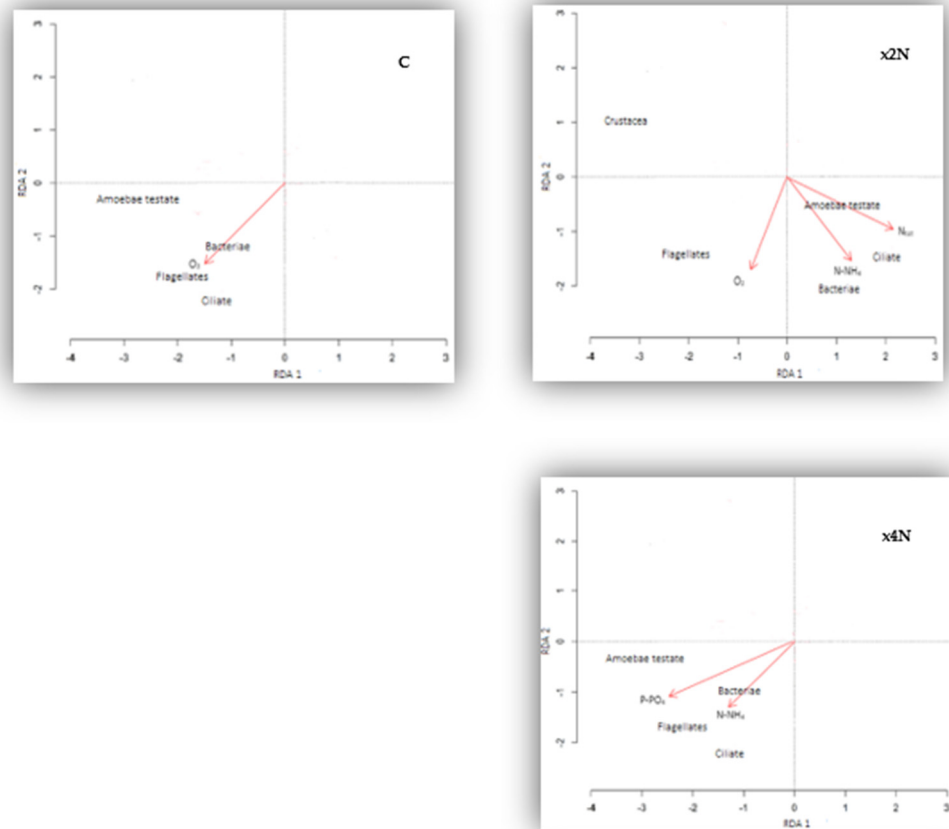 C
3
2
1
0
-1
-2
RDA 2
Amoebae testate
Bacteriae
O₂
Flagellates
Ciliate
-4 -3 -2 -1 0 1 2 3
RDA 1
x2N
3
2
1
0
-1
-2
RDA 2
Crustacea
Amoebae testate
Flagellates
Ciliate
N-NH₄
O₂
Bacteriae
-4 -3 -2 -1 0 1 2 3
RDA 1
x4N
3
2
1
0
-1
-2
RDA 2
Amoebae testate
Bacteriae
P-PO₄
N-NH₄
Flagellates
Ciliate
-4 -3 -2 -1 0 1 2 3
RDA 1